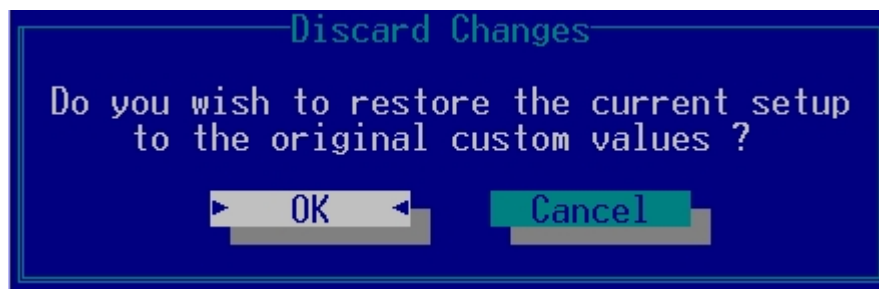 Discard Changes
Do you wish to restore the current setup
to the original custom values ?
OK
Cancel